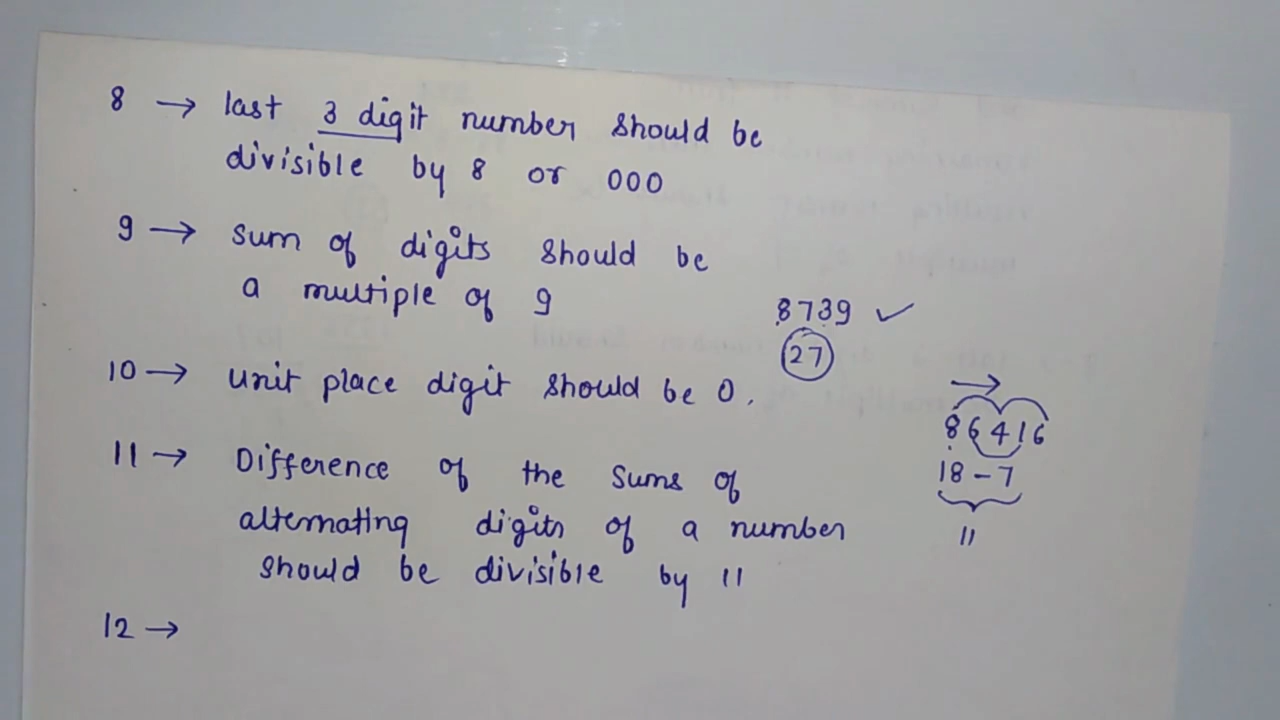 8 → last 3 digit number should be
divisible by 8 or 000
9 → sum of digits should be
a multiple of 9
8739 ✓
27
10 → unit place digit should be 0.
→
86416
18 - 7
11
11 → Difference of the sums of
alternating digits of a number
should be divisible by 11
12 →